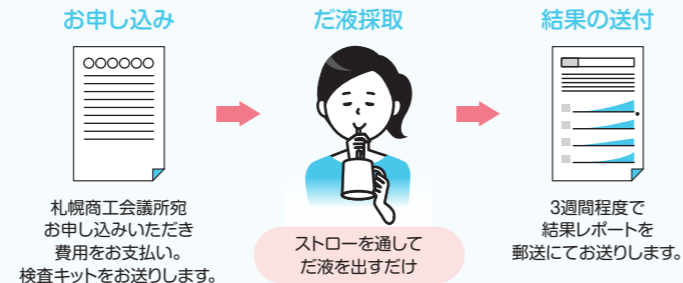 お申し込み
だ液採取
結果の送付
○○○○○○
札幌商工会議所宛
お申し込みいただき
費用をお支払い。
検査キットをお送りします。
ストローを通して
だ液を出すだけ
3週間程度で
結果レポートを
郵送にてお送りします。